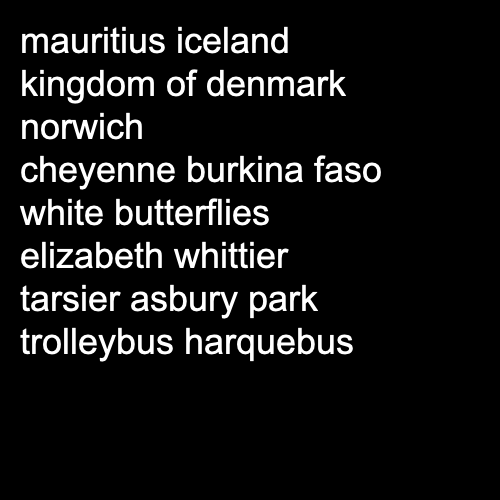 mauritius iceland
kingdom of denmark
norwich
cheyenne burkina faso
white butterflies
elizabeth whittier
tarsier asbury park
trolleybus harquebus